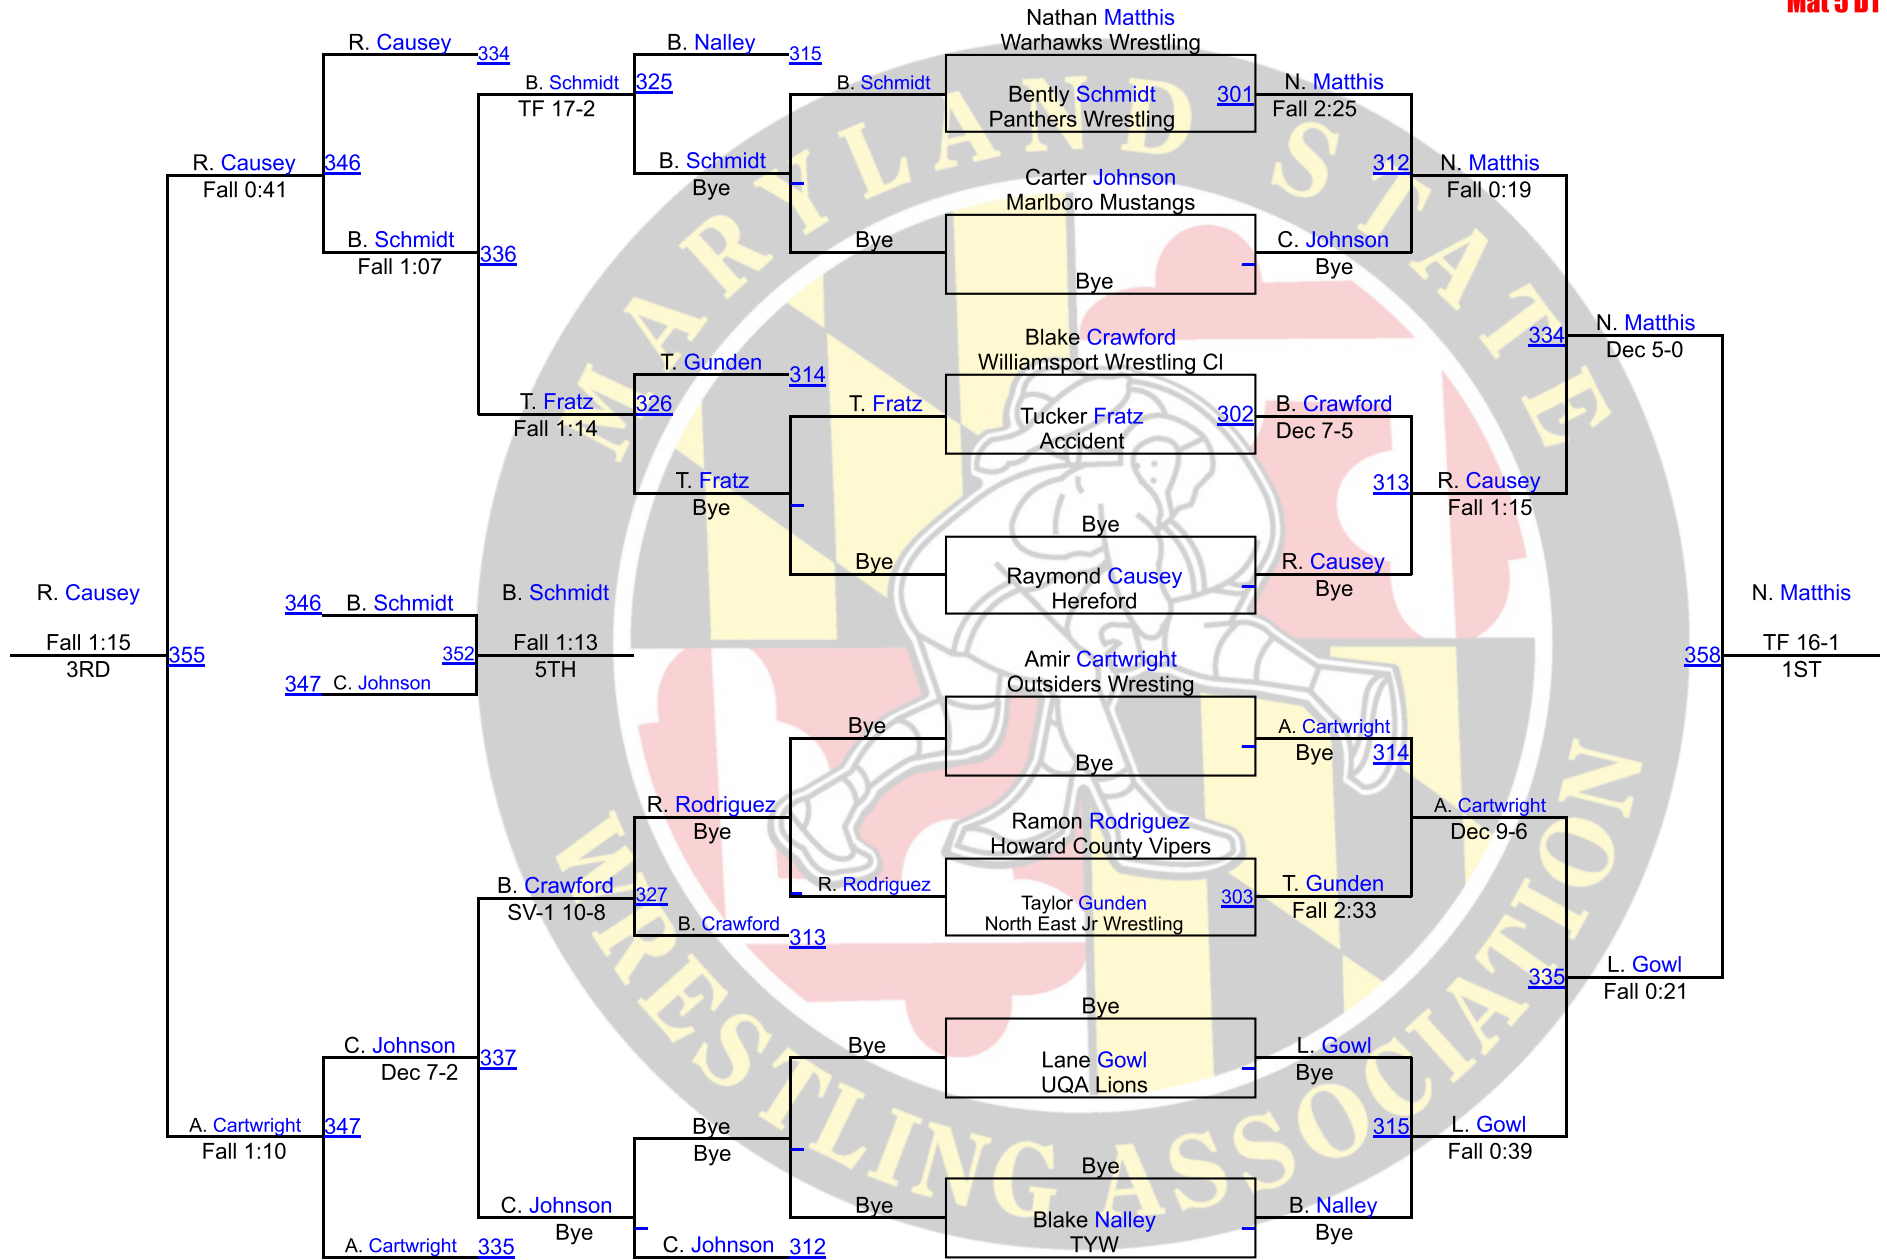 Mat 5 D1
Nathan Matthis
Warhawks Wrestling
R. Causey
334
B. Nalley
315
B. Schmidt
TF 17-2
325
B. Schmidt
Bently Schmidt
Panthers Wrestling
301
N. Matthis
Fall 2:25
R. Causey
Fall 0:41
346
B. Schmidt
Bye
Carter Johnson
Marlboro Mustangs
312
N. Matthis
Fall 0:19
B. Schmidt
Fall 1:07
336
Bye
Bye
C. Johnson
Bye
Blake Crawford
Williamsport Wrestling Cl
334
N. Matthis
Dec 5-0
T. Gunden
314
T. Fratz
Fall 1:14
326
T. Fratz
Tucker Fratz
Accident
302
B. Crawford
Dec 7-5
T. Fratz
Bye
313
R. Causey
Fall 1:15
Bye
Bye
Raymond Causey
Hereford
R. Causey
Bye
R. Causey
Fall 1:15
3RD
355
346
B. Schmidt
347
C. Johnson
352
B. Schmidt
Fall 1:13
5TH
N. Matthis
TF 16-1
1ST
358
Amir Cartwright
Outsiders Wresting
Bye
Bye
A. Cartwright
Bye
314
R. Rodriguez
Bye
Ramon Rodriguez
Howard County Vipers
A. Cartwright
Dec 9-6
B. Crawford
SV-1 10-8
327
R. Rodriguez
Taylor Gunden
North East Jr Wrestling
303
T. Gunden
Fall 2:33
B. Crawford
313
335
L. Gowl
Fall 0:21
Bye
C. Johnson
Dec 7-2
337
Bye
Lane Gowl
UQA Lions
L. Gowl
Bye
A. Cartwright
Fall 1:10
347
Bye
Bye
315
L. Gowl
Fall 0:39
Bye
C. Johnson
Bye
Bye
Blake Nalley
TYW
B. Nalley
Bye
A. Cartwright
335
C. Johnson
312
MARYLAND STATE
WRESTLING ASSOCIATION